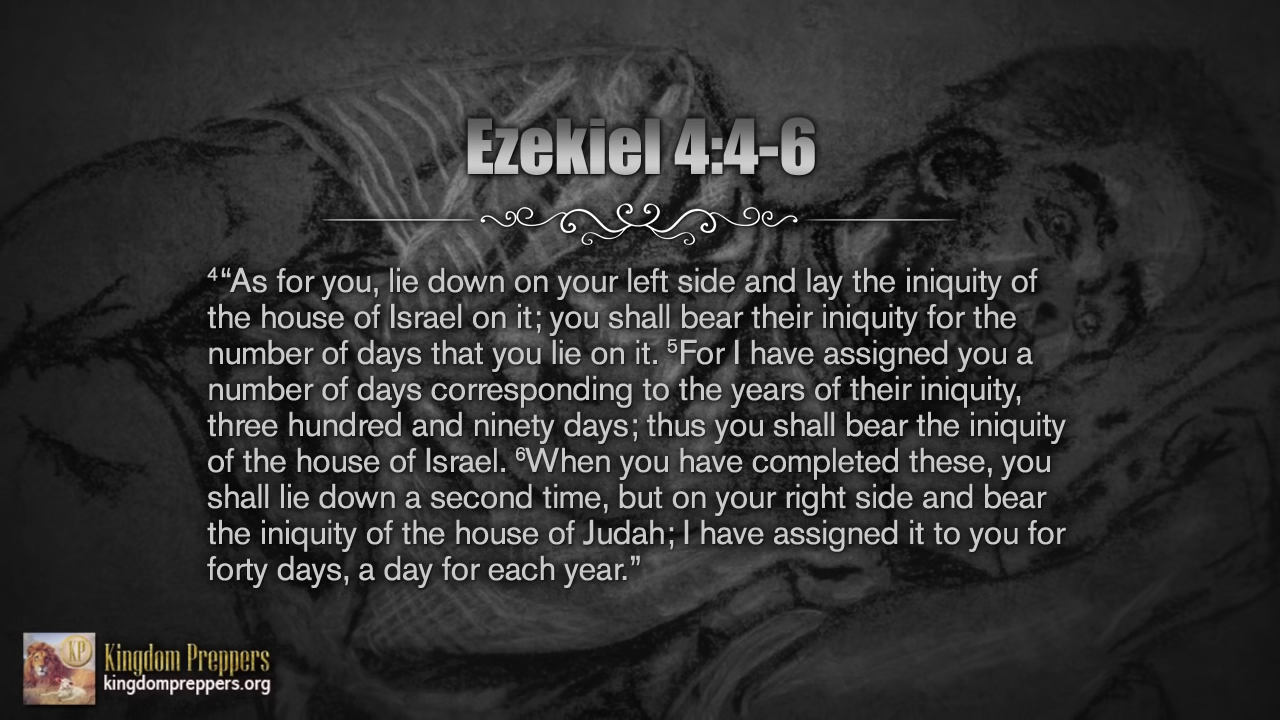 Ezekiel 4:4-6
⁴“As for you, lie down on your left side and lay the iniquity of
the house of Israel on it; you shall bear their iniquity for the
number of days that you lie on it. ⁵For I have assigned you a
number of days corresponding to the years of their iniquity,
three hundred and ninety days; thus you shall bear the iniquity
of the house of Israel. ⁶When you have completed these, you
shall lie down a second time, but on your right side and bear
the iniquity of the house of Judah; I have assigned it to you for
forty days, a day for each year.”
KP
Kingdom Preppers
kingdompreppers.org